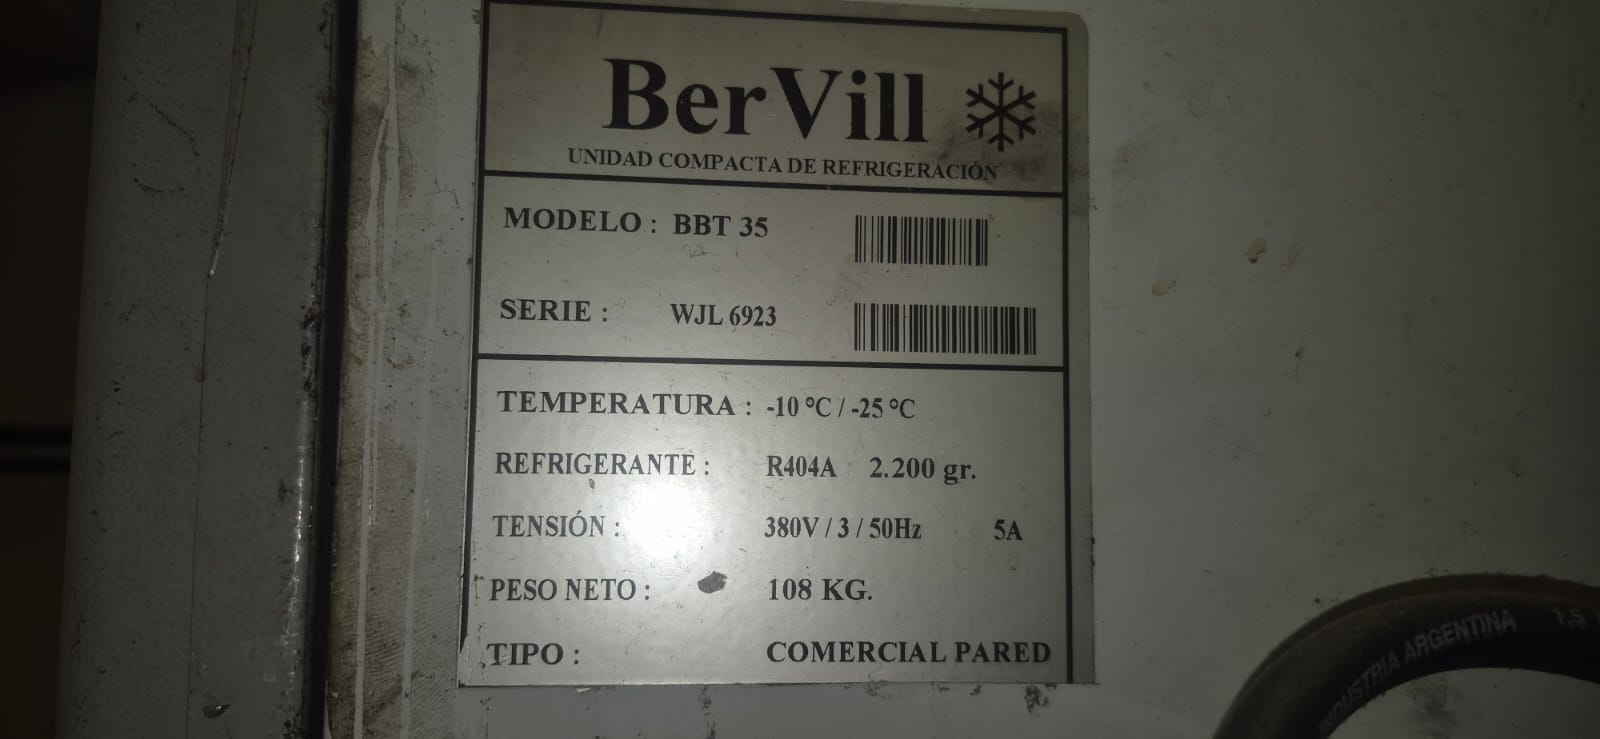 BerVill
UNIDAD COMPACTA DE REFRIGERACIÓN
MODELO : BBT 35
SERIE : WJL 6923
TEMPERATURA : -10 °C / -25 °C
REFRIGERANTE : R404A 2.200 gr.
TENSIÓN : 380V / 3 / 50Hz 5A
PESO NETO : 108 KG.
TIPO : COMERCIAL PARED
INDUSTRIA ARGENTINA 1,5